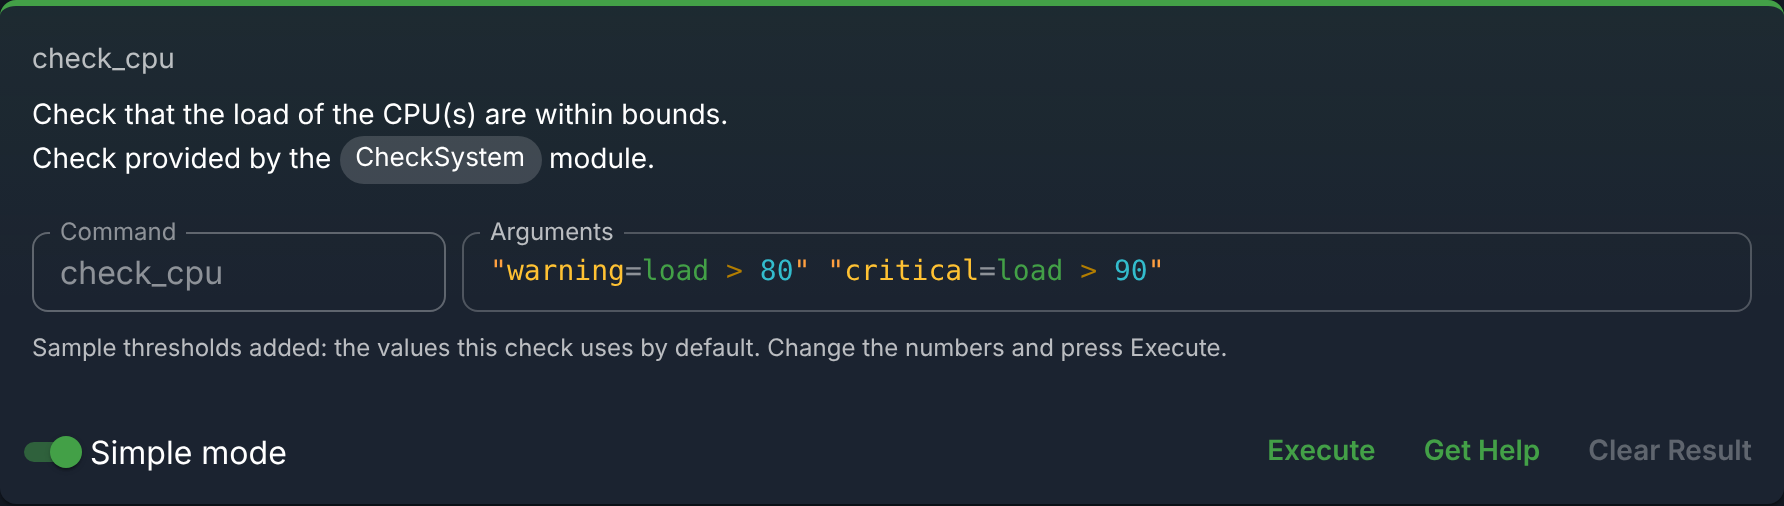 check_cpu
Check that the load of the CPU(s) are within bounds.
Check provided by the CheckSystem module.
Command
check_cpu
Arguments
"warning=load > 80" "critical=load > 90"
Sample thresholds added: the values this check uses by default. Change the numbers and press Execute.
Simple mode
Execute
Get Help
Clear Result